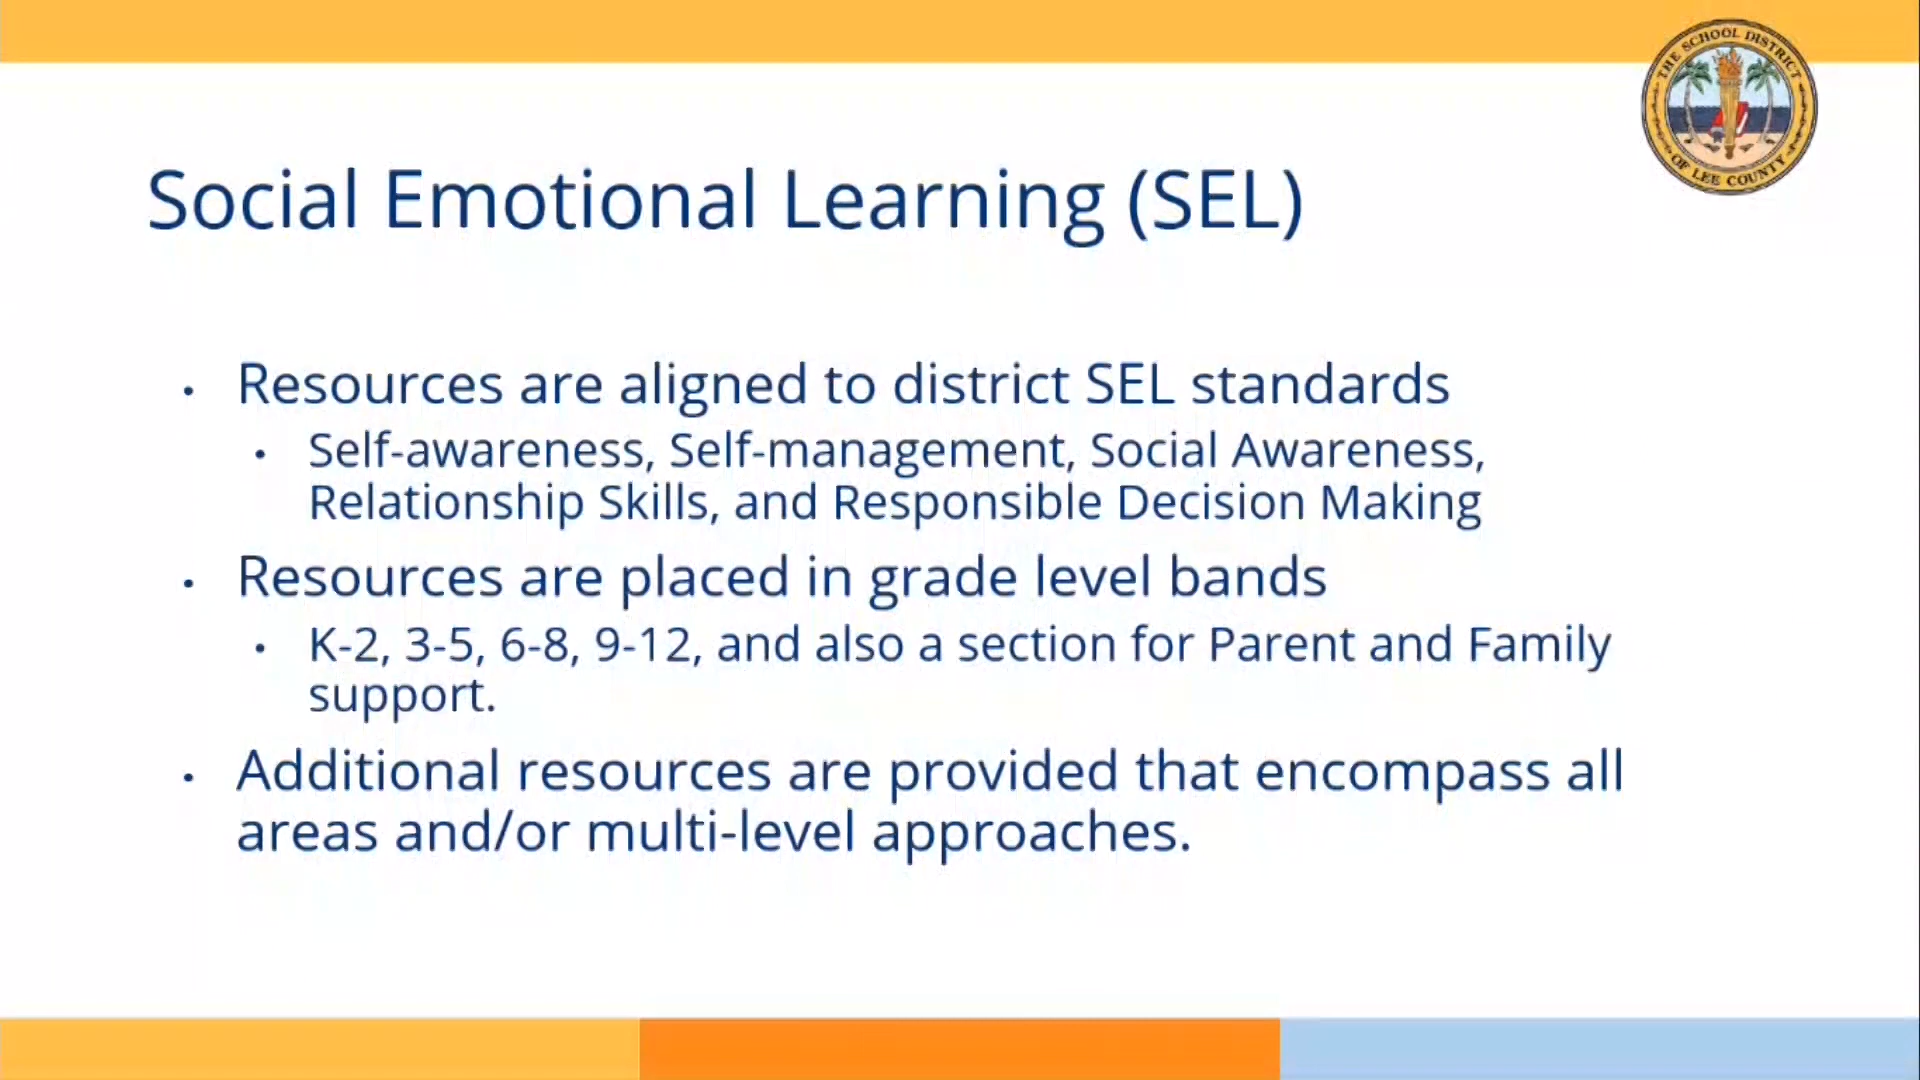 THE SCHOOL DISTRICT
OF LEE COUNTY
Social Emotional Learning (SEL)
• Resources are aligned to district SEL standards
• Self-awareness, Self-management, Social Awareness,
Relationship Skills, and Responsible Decision Making
• Resources are placed in grade level bands
• K-2, 3-5, 6-8, 9-12, and also a section for Parent and Family
support.
• Additional resources are provided that encompass all
areas and/or multi-level approaches.